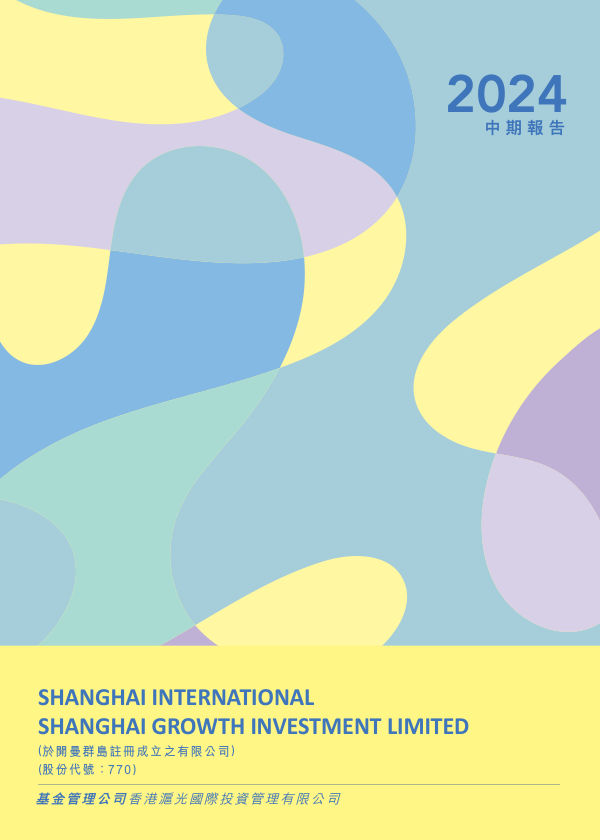 2024
中期報告
SHANGHAI INTERNATIONAL
SHANGHAI GROWTH INVESTMENT LIMITED
(於開曼群島註冊成立之有限公司)
(股份代號：770)
基金管理公司香港滬光國際投資管理有限公司